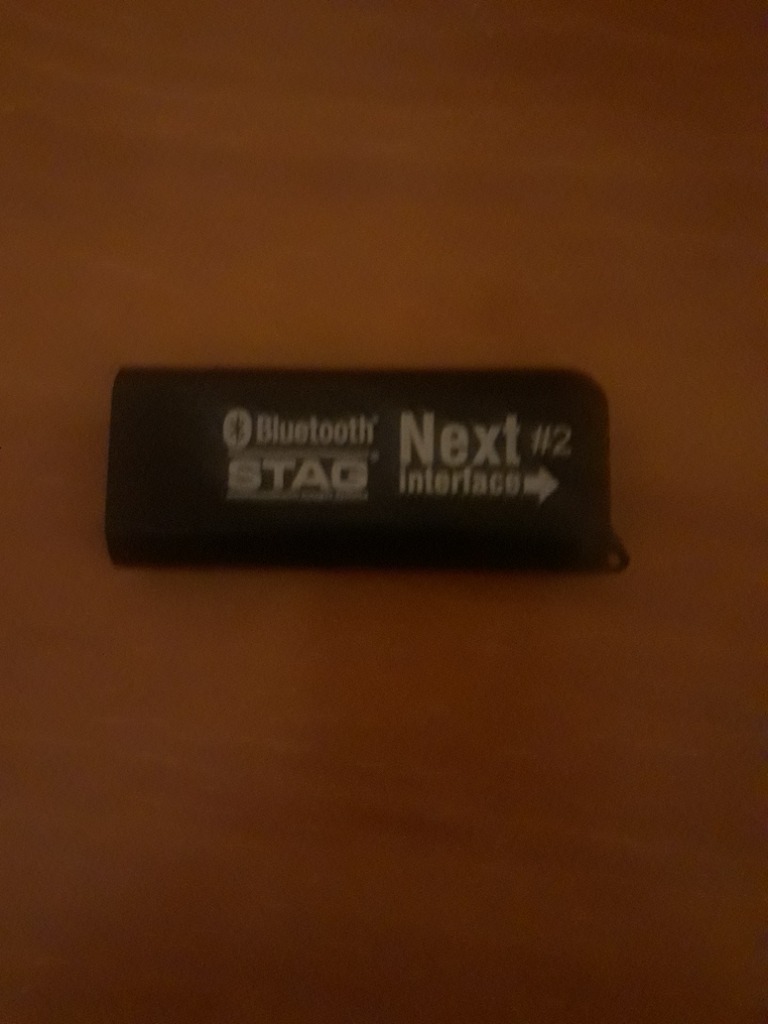 Bluetooth®
STAG®
Next #2
interface